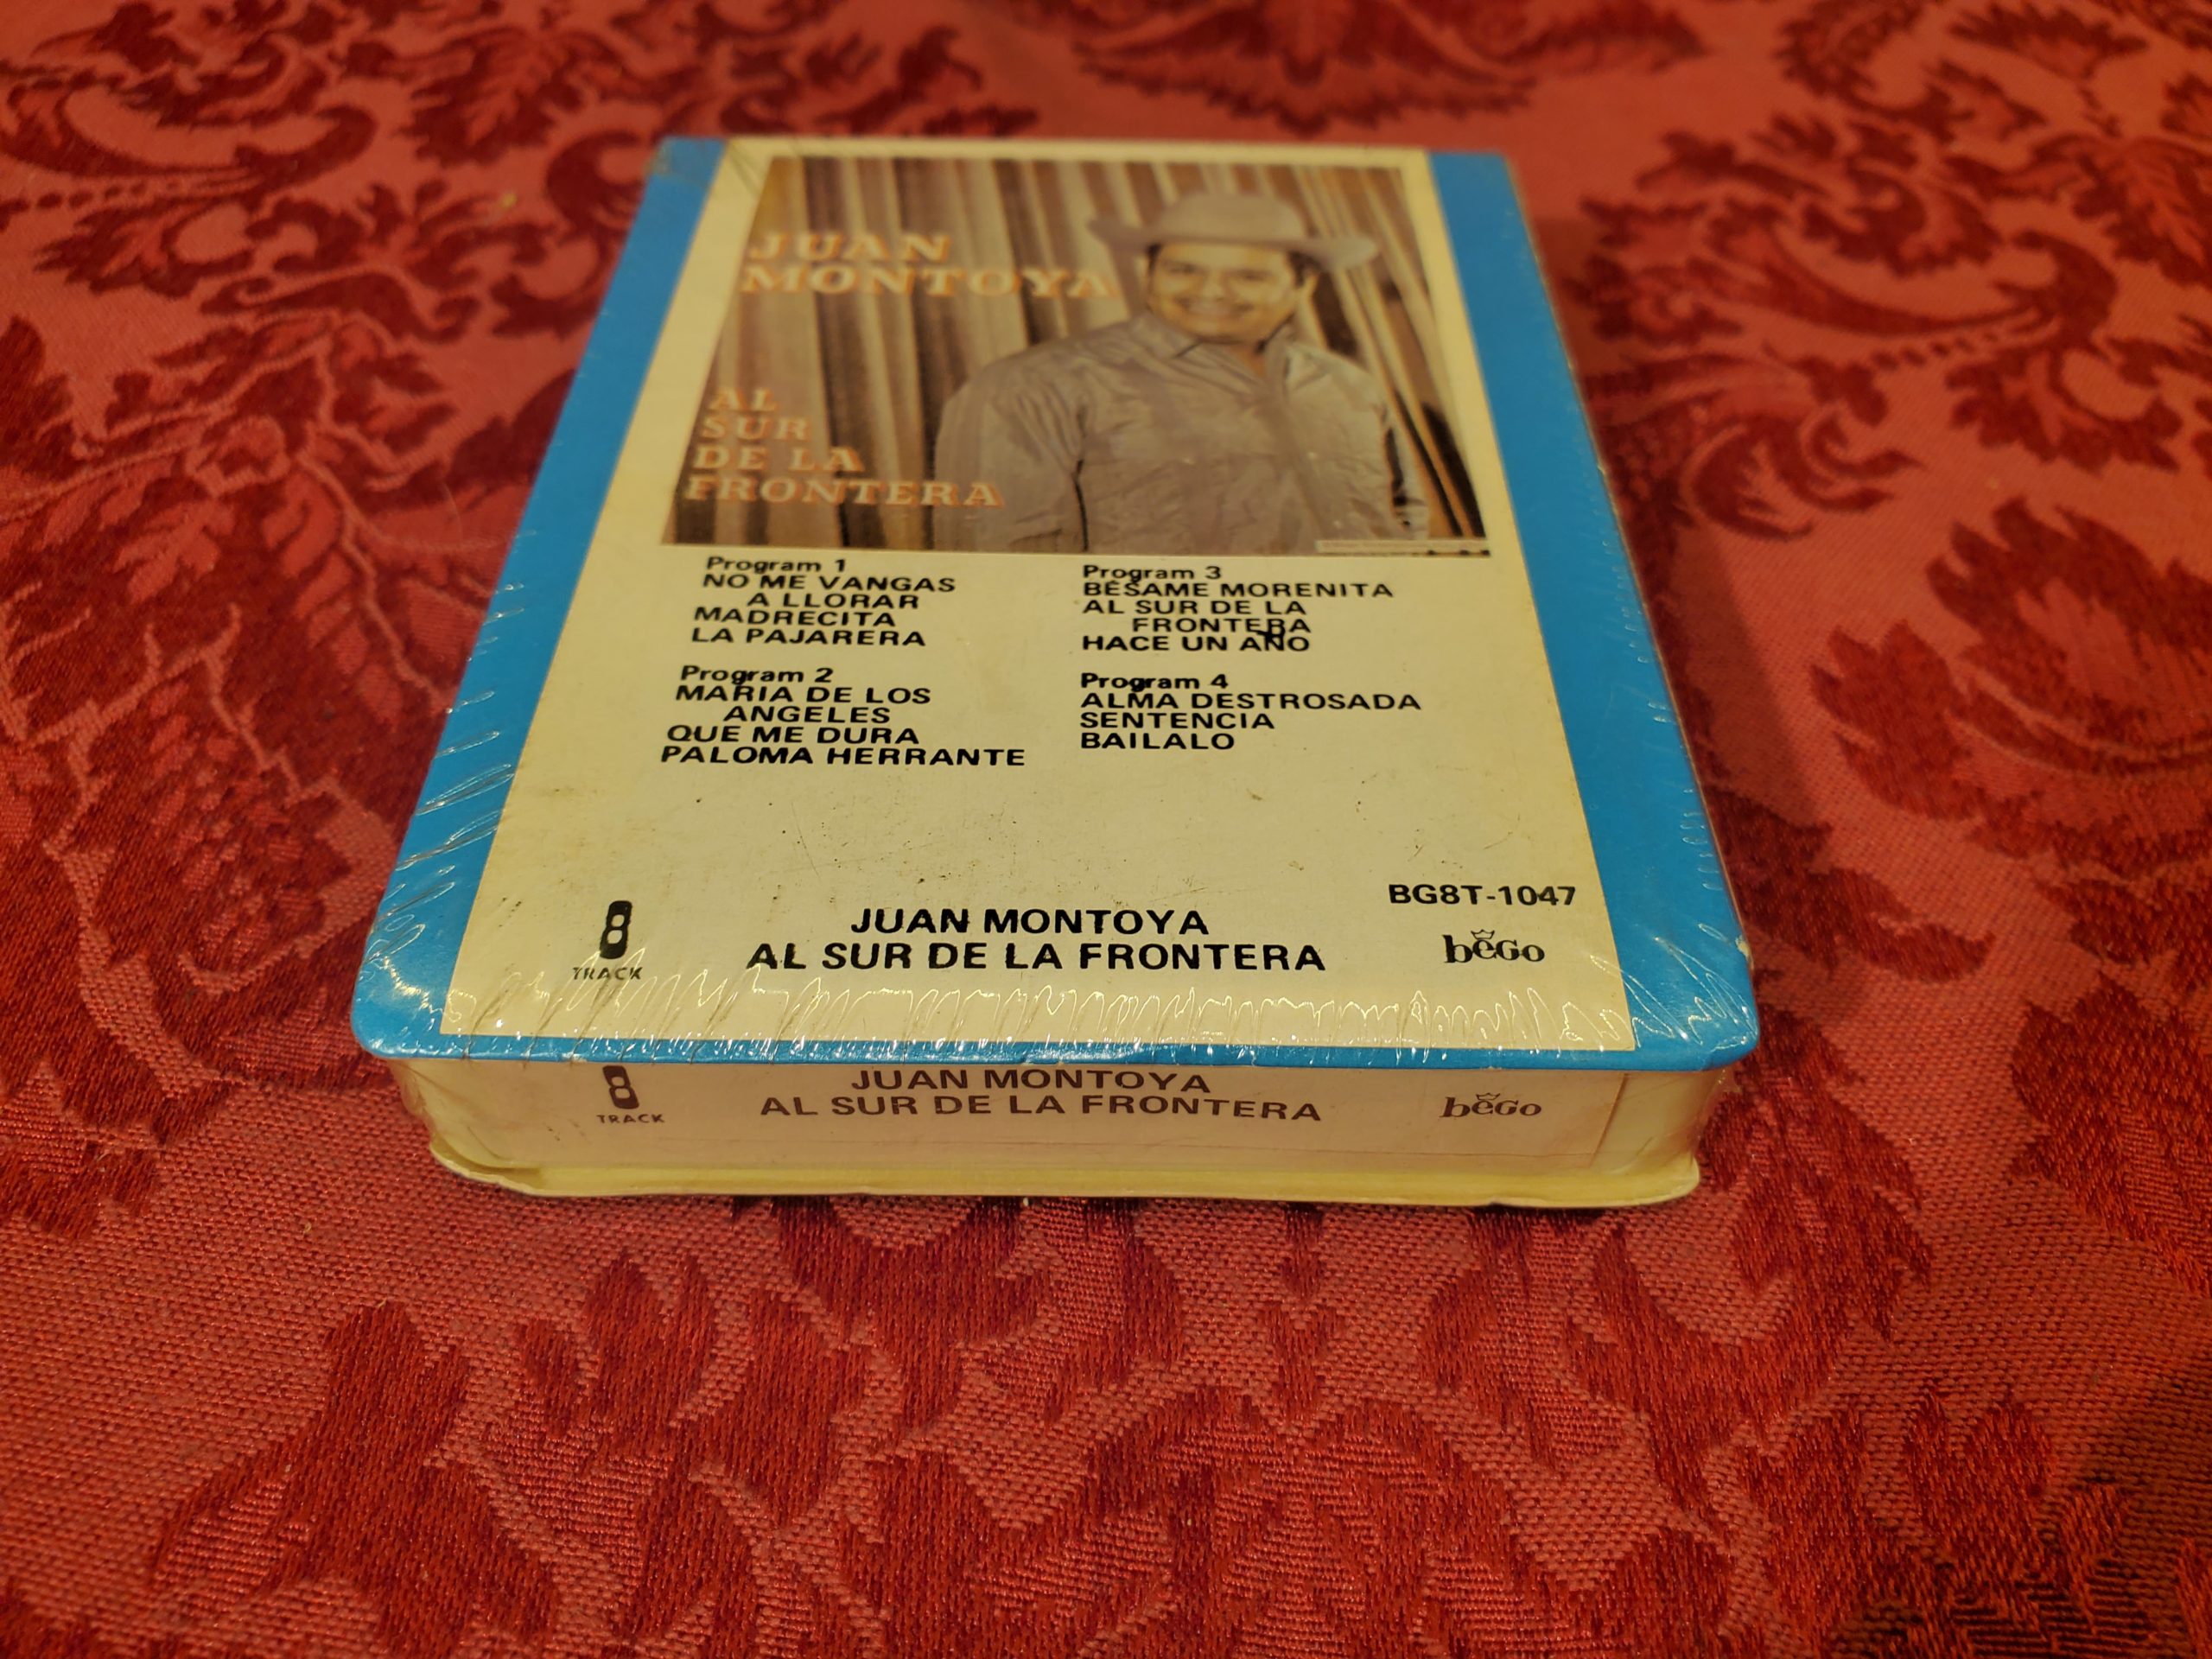 JUAN
MONTOYA
AL
SUR
DE LA
FRONTERA
Program 1
NO ME VANGAS
A LLORAR
MADRECITA
LA PAJARERA
Program 2
MARIA DE LOS
ANGELES
QUE ME DURA
PALOMA HERRANTE
Program 3
BÉSAME MORENITA
AL SUR DE LA
FRONTERA
HACE UN AÑO
Program 4
ALMA DESTROSADA
SENTENCIA
BAILALO
BG8T-1047
8
TRACK
JUAN MONTOYA
AL SUR DE LA FRONTERA
beGo
8
TRACK
JUAN MONTOYA
AL SUR DE LA FRONTERA
beGo